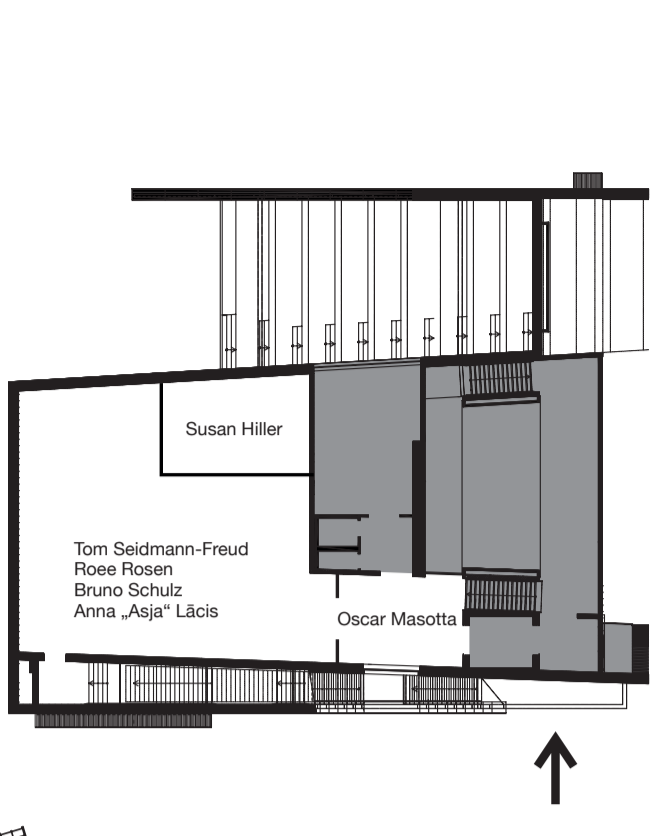 Susan Hiller
Tom Seidmann-Freud
Roee Rosen
Bruno Schulz
Anna „Asja“ Lācis
Oscar Masotta